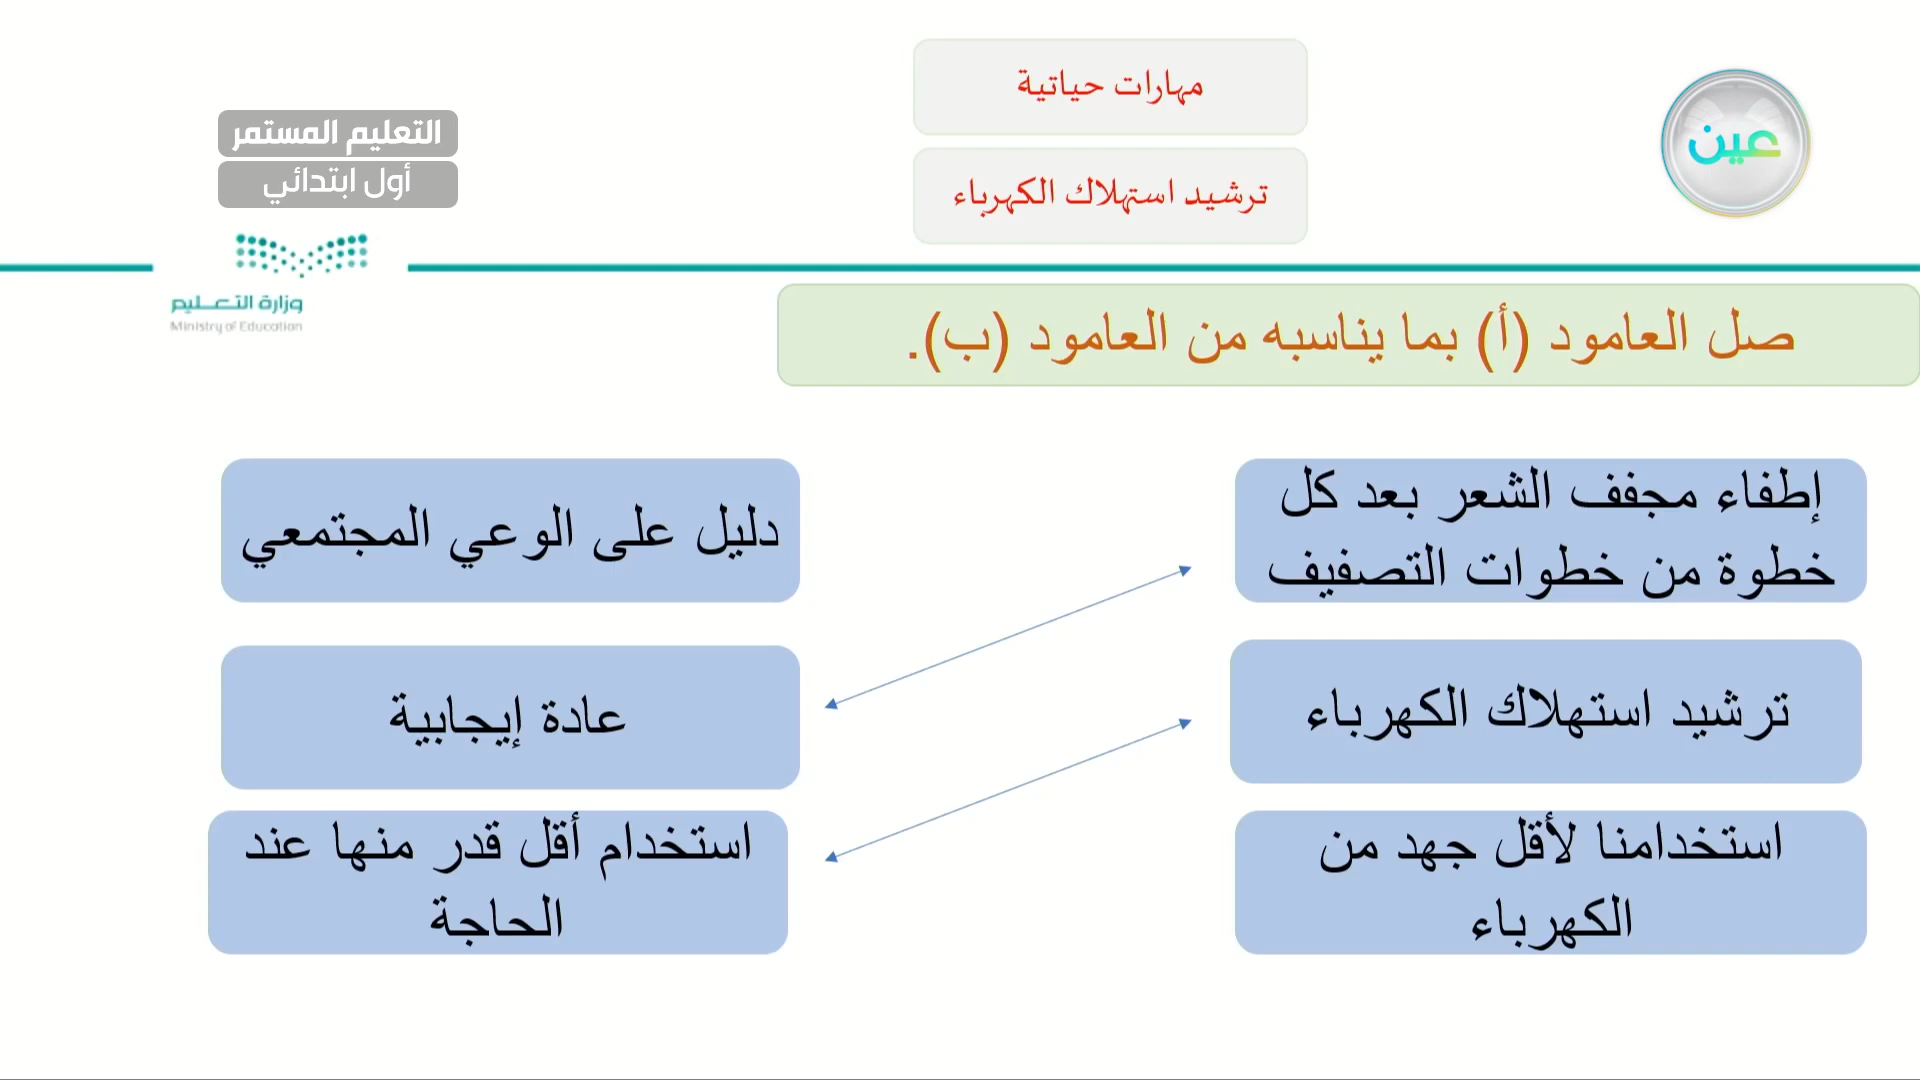 مهارات حياتية
عين
التعليم المستمر
أول ابتدائي
ترشيد استهلاك الكهرباء
وزارة التعليم
Ministry of Education
صل العامود (أ) بما يناسبه من العامود (ب).
إطفاء مجفف الشعر بعد كل
خطوة من خطوات التصفيف
دليل على الوعي المجتمعي
ترشيد استهلاك الكهرباء
عادة إيجابية
استخدامنا لأقل جهد من
الكهرباء
استخدام أقل قدر منها عند
الحاجة